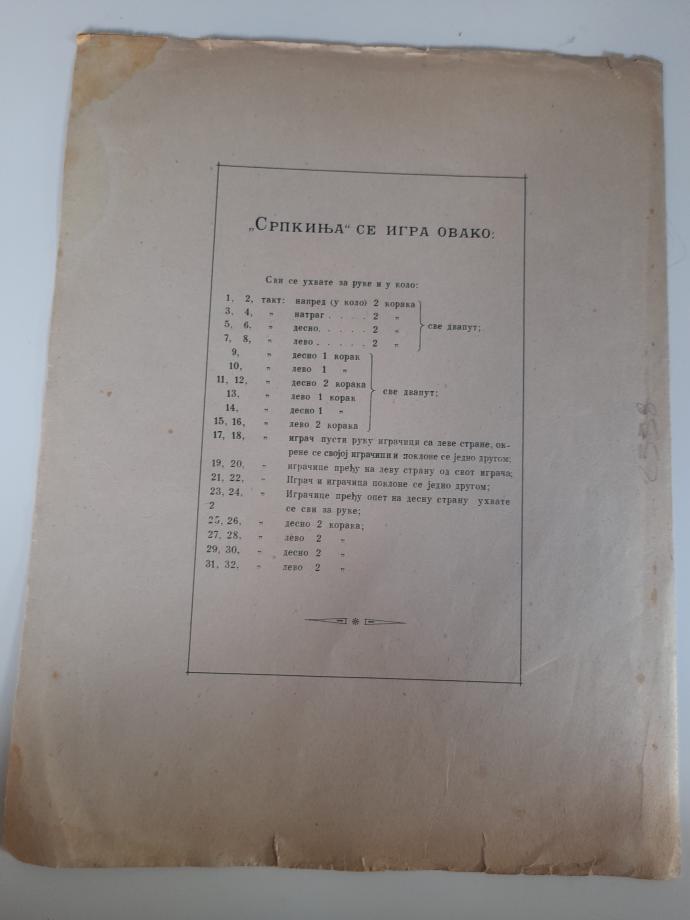 „Српкиња“ се игра овако:
Сви се ухвате за руке и у коло:
1, 2, такт: напред (у коло) 2 корака
3, 4, „ натраг . . . . 2 „
5, 6, „ десно. . . . . 2 „ све двапут;
7, 8, „ лево . . . . . 2 „
9, „ десно 1 корак
10, „ лево 1 „
11, 12, „ десно 2 корака све двапут;
13, „ лево 1 корак
14, „ десно 1 „
15, 16, „ лево 2 корака
17, 18, „ играч пусти руку играчици са леве стране, ок-
рене се својој играчици и поклоне се једно другом;
19, 20, „ играчице пређу на леву страну од свот играча;
21, 22, „ Играч и играчица поклоне се једно другом;
23, 24, „ Играчице пређу опет на десну страну ухвате
2 се сви за руке;
25, 26, „ десно 2 корака;
27, 28, „ лево 2 „
29, 30, „ десно 2 „
31, 32, „ лево 2 „